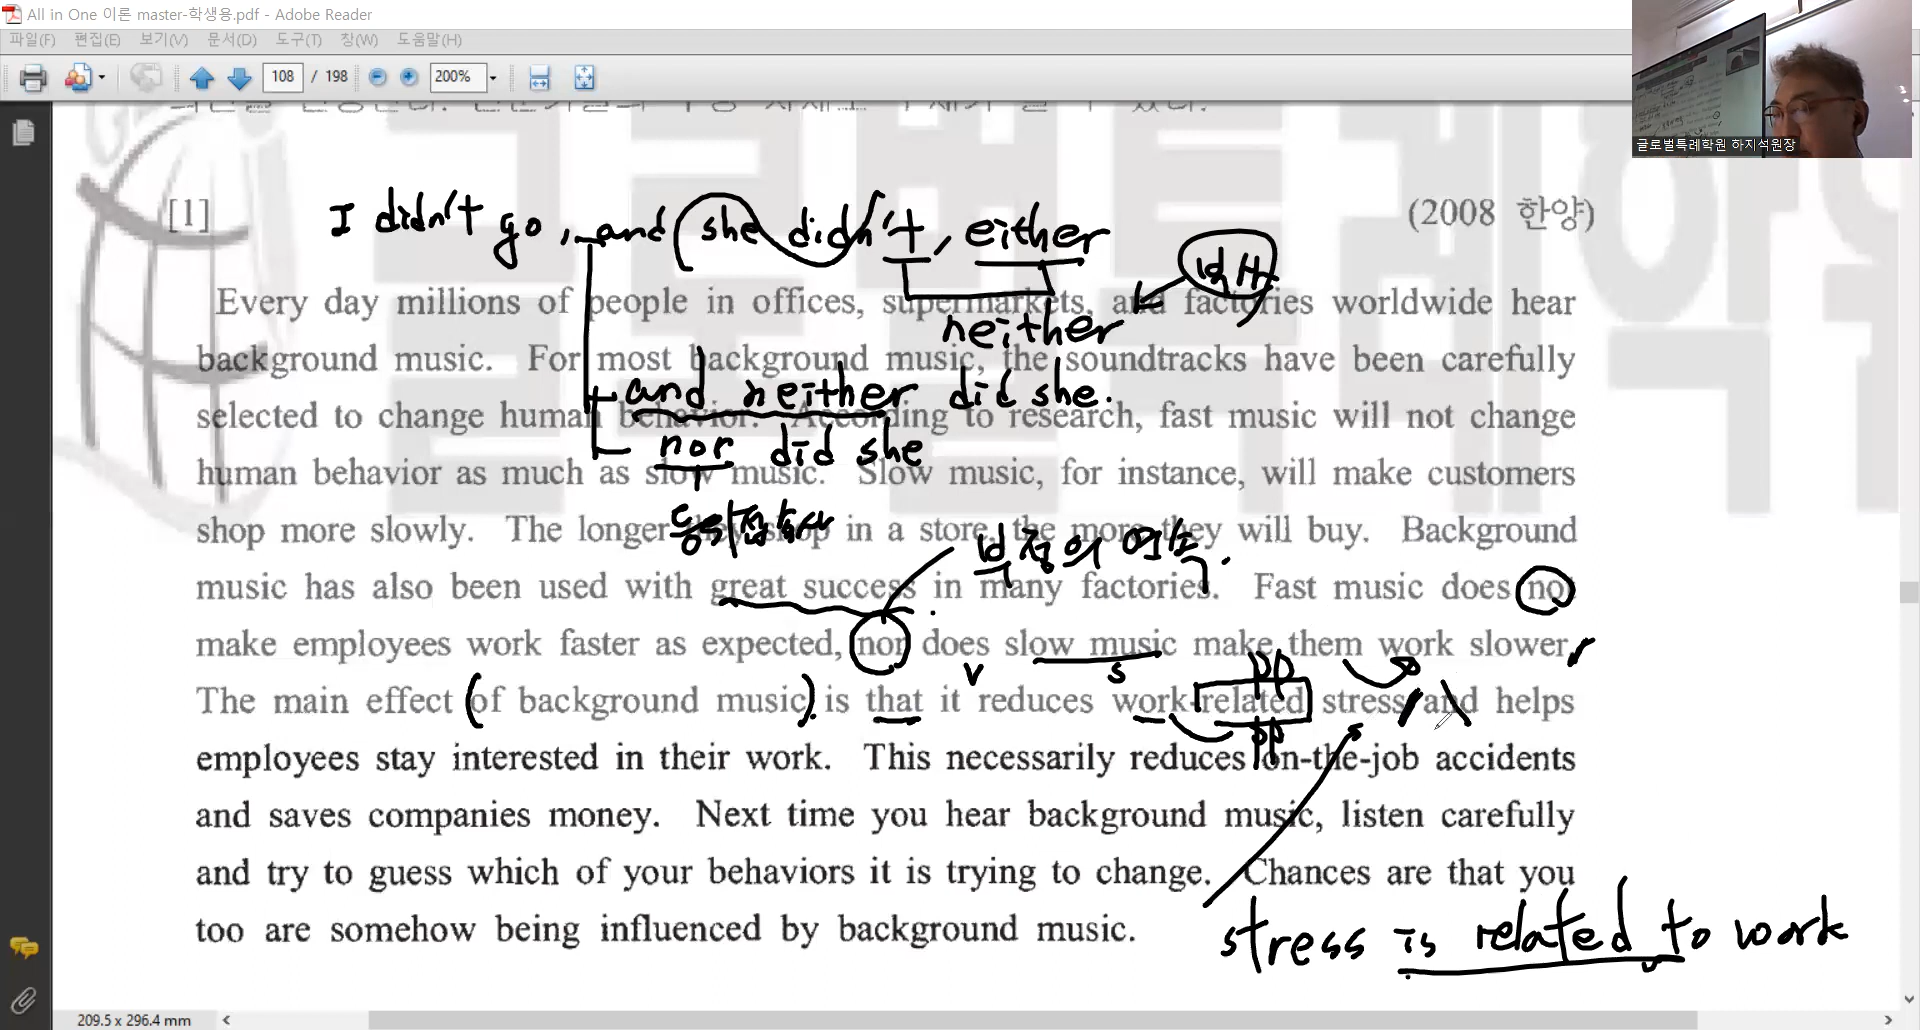 All in One 이론 master-학생용.pdf - Adobe Reader
파일(F) 편집(E) 보기(V) 문서(D) 도구(T) 창(W) 도움말(H)
108 / 198 200%
글로벌특례학원 하지석원장
[1] (2008 한양)
I didn't go, and she didn't, either
부사
neither
and neither did she.
nor did she
등위접속사
부정의 연속.
Every day millions of people in offices, supermarkets, and factories worldwide hear
background music. For most background music, the soundtracks have been carefully
selected to change human behavior. According to research, fast music will not change
human behavior as much as slow music. Slow music, for instance, will make customers
shop more slowly. The longer they shop in a store, the more they will buy. Background
music has also been used with great success in many factories. Fast music does not
make employees work faster as expected, nor does slow music make them work slower.
v s pp
The main effect of background music is that it reduces work-related stress and helps
pp
employees stay interested in their work. This necessarily reduces on-the-job accidents
and saves companies money. Next time you hear background music, listen carefully
and try to guess which of your behaviors it is trying to change. Chances are that you
too are somehow being influenced by background music.
stress is related to work
209.5 x 296.4 mm